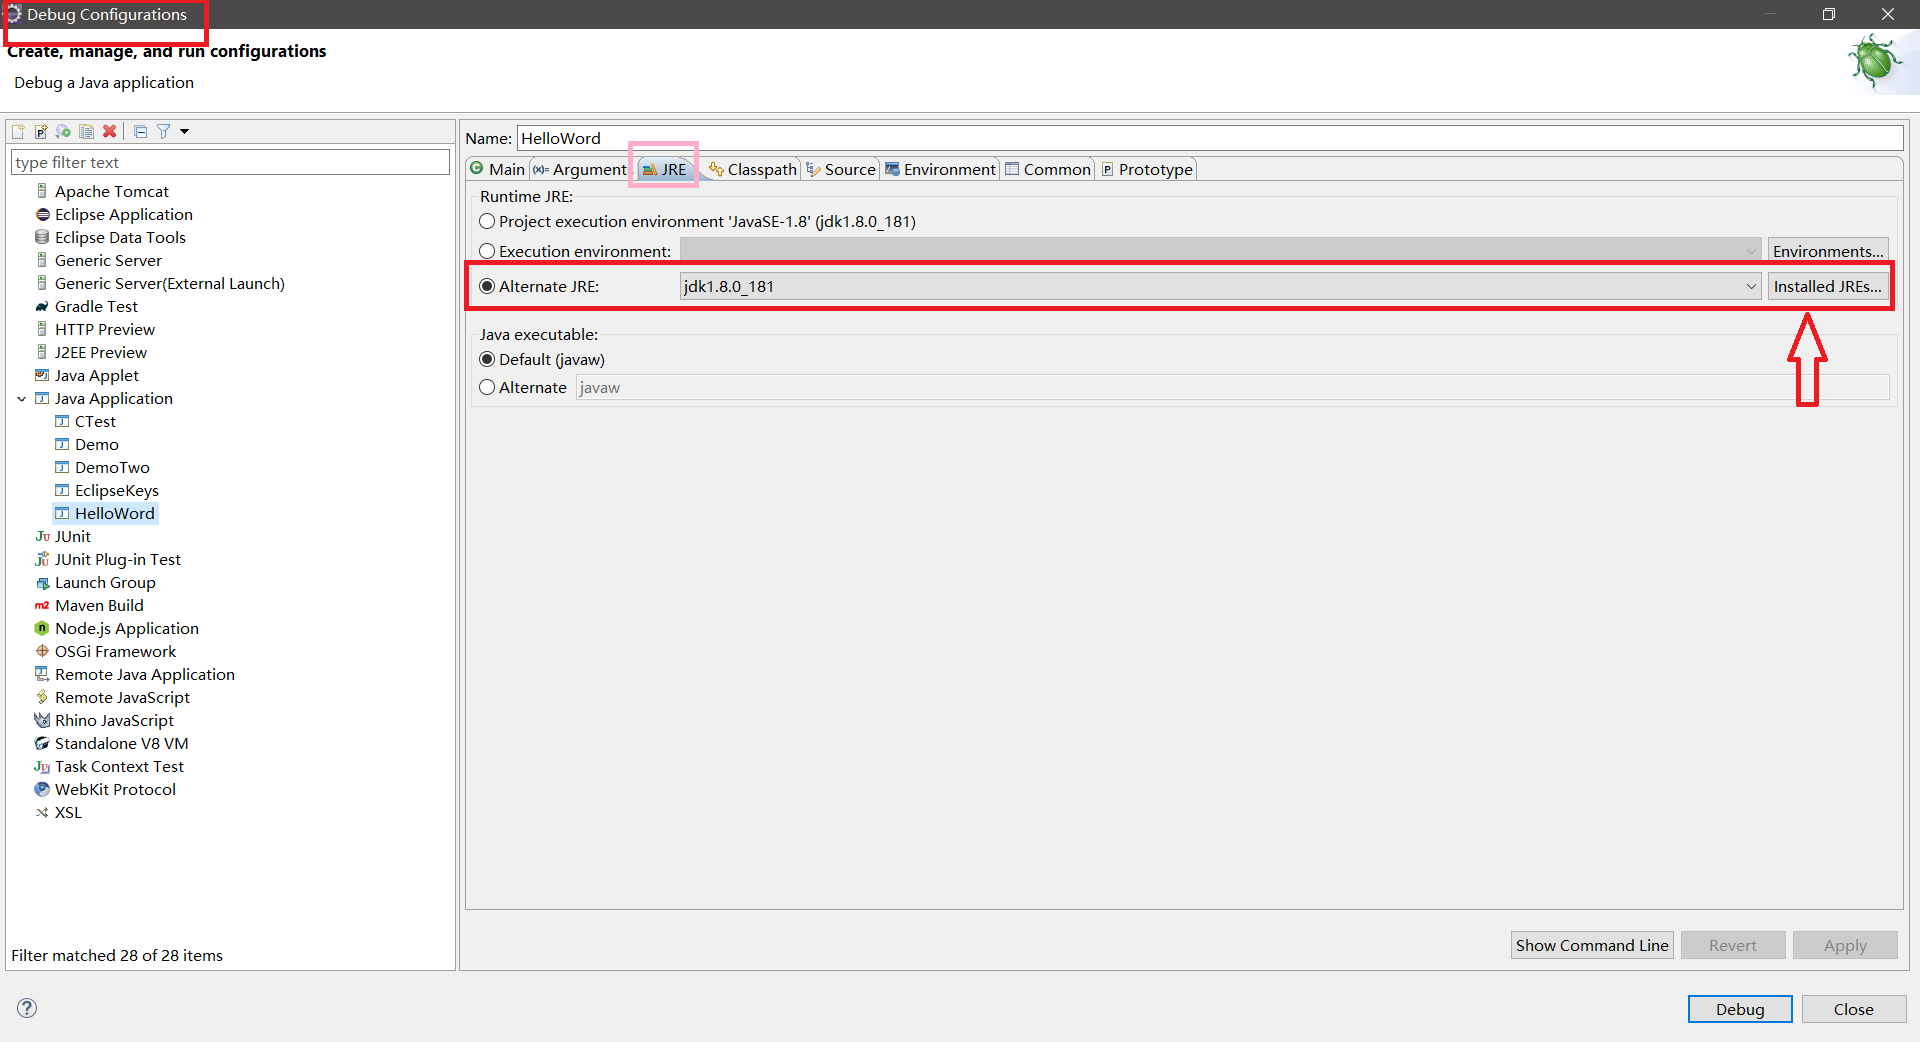 Debug Configurations
Create, manage, and run configurations
Debug a Java application
type filter text
Apache Tomcat
Eclipse Application
Eclipse Data Tools
Generic Server
Generic Server(External Launch)
Gradle Test
HTTP Preview
J2EE Preview
Java Applet
Java Application
CTest
Demo
DemoTwo
EclipseKeys
HelloWord
JUnit
JUnit Plug-in Test
Launch Group
Maven Build
Node.js Application
OSGi Framework
Remote Java Application
Remote JavaScript
Rhino JavaScript
Standalone V8 VM
Task Context Test
WebKit Protocol
XSL
Filter matched 28 of 28 items
Name: HelloWord
Main Argument JRE Classpath Source Environment Common Prototype
Runtime JRE:
Project execution environment 'JavaSE-1.8' (jdk1.8.0_181)
Execution environment: Environments...
Alternate JRE: jdk1.8.0_181 Installed JREs...
Java executable:
Default (javaw)
Alternate javaw
Show Command Line Revert Apply
Debug Close